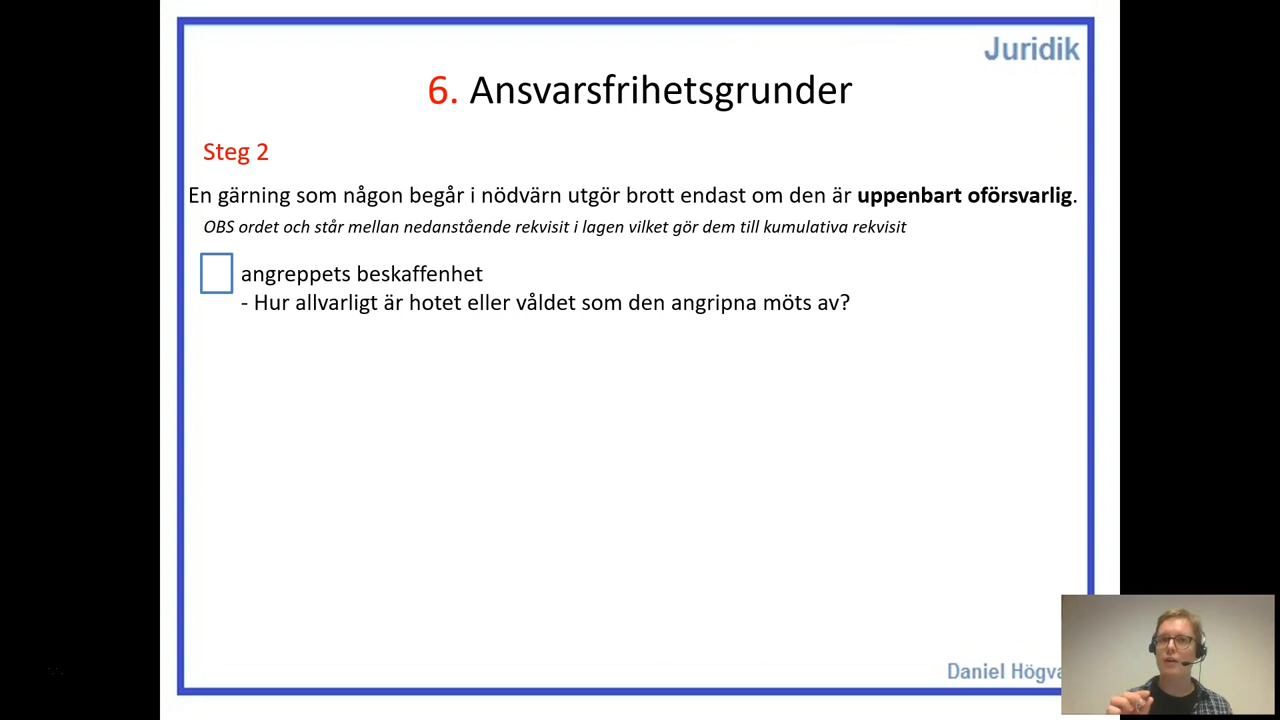 Juridik
6. Ansvarsfrihetsgrunder
Steg 2
En gärning som någon begår i nödvärn utgör brott endast om den är uppenbart oförsvarlig.
OBS ordet och står mellan nedanstående rekvisit i lagen vilket gör dem till kumulativa rekvisit
angreppets beskaffenhet
- Hur allvarligt är hotet eller våldet som den angripna möts av?
Daniel